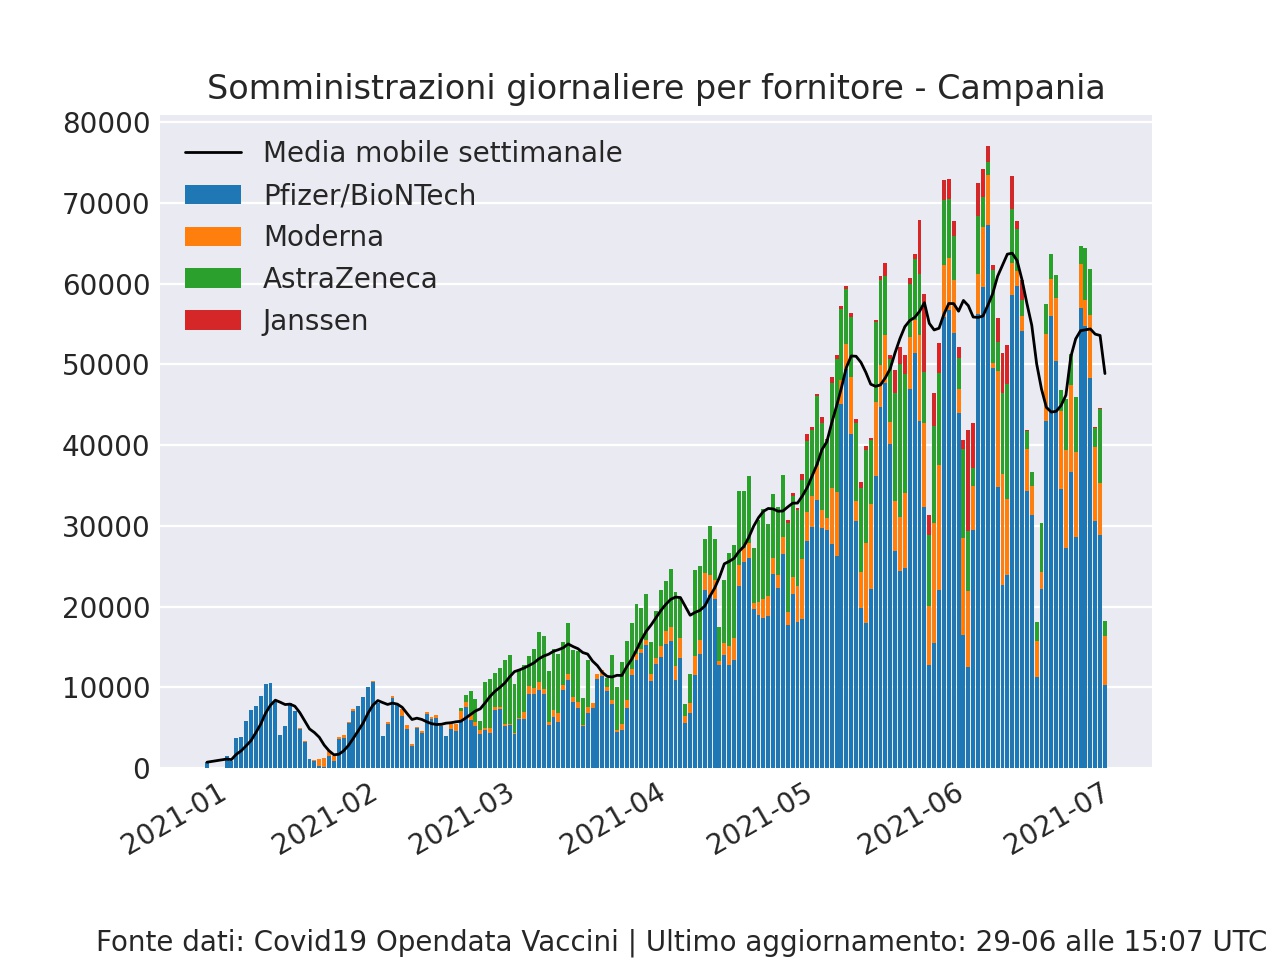 Somministrazioni giornaliere per fornitore - Campania
80000
70000
60000
50000
40000
30000
20000
10000
0
Media mobile settimanale
Pfizer/BioNTech
Moderna
AstraZeneca
Janssen
2021-01
2021-02
2021-03
2021-04
2021-05
2021-06
2021-07
Fonte dati: Covid19 Opendata Vaccini | Ultimo aggiornamento: 29-06 alle 15:07 UTC